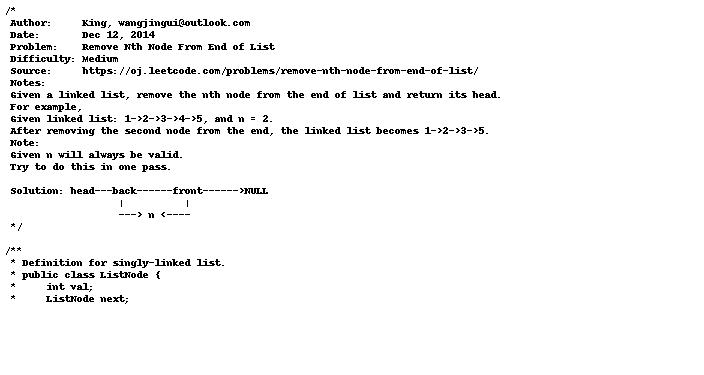 /*
 Author:     King, wangjingui@outlook.com
 Date:       Dec 12, 2014
 Problem:    Remove Nth Node From End of List
 Difficulty: Medium
 Source:     https://oj.leetcode.com/problems/remove-nth-node-from-end-of-list/
 Notes:
 Given a linked list, remove the nth node from the end of list and return its head.
 For example,
 Given linked list: 1->2->3->4->5, and n = 2.
 After removing the second node from the end, the linked list becomes 1->2->3->5.
 Note:
 Given n will always be valid.
 Try to do this in one pass.

 Solution: head---back------front------>NULL
                   |          |
                   ---> n <----
 */

/**
 * Definition for singly-linked list.
 * public class ListNode {
 *     int val;
 *     ListNode next;